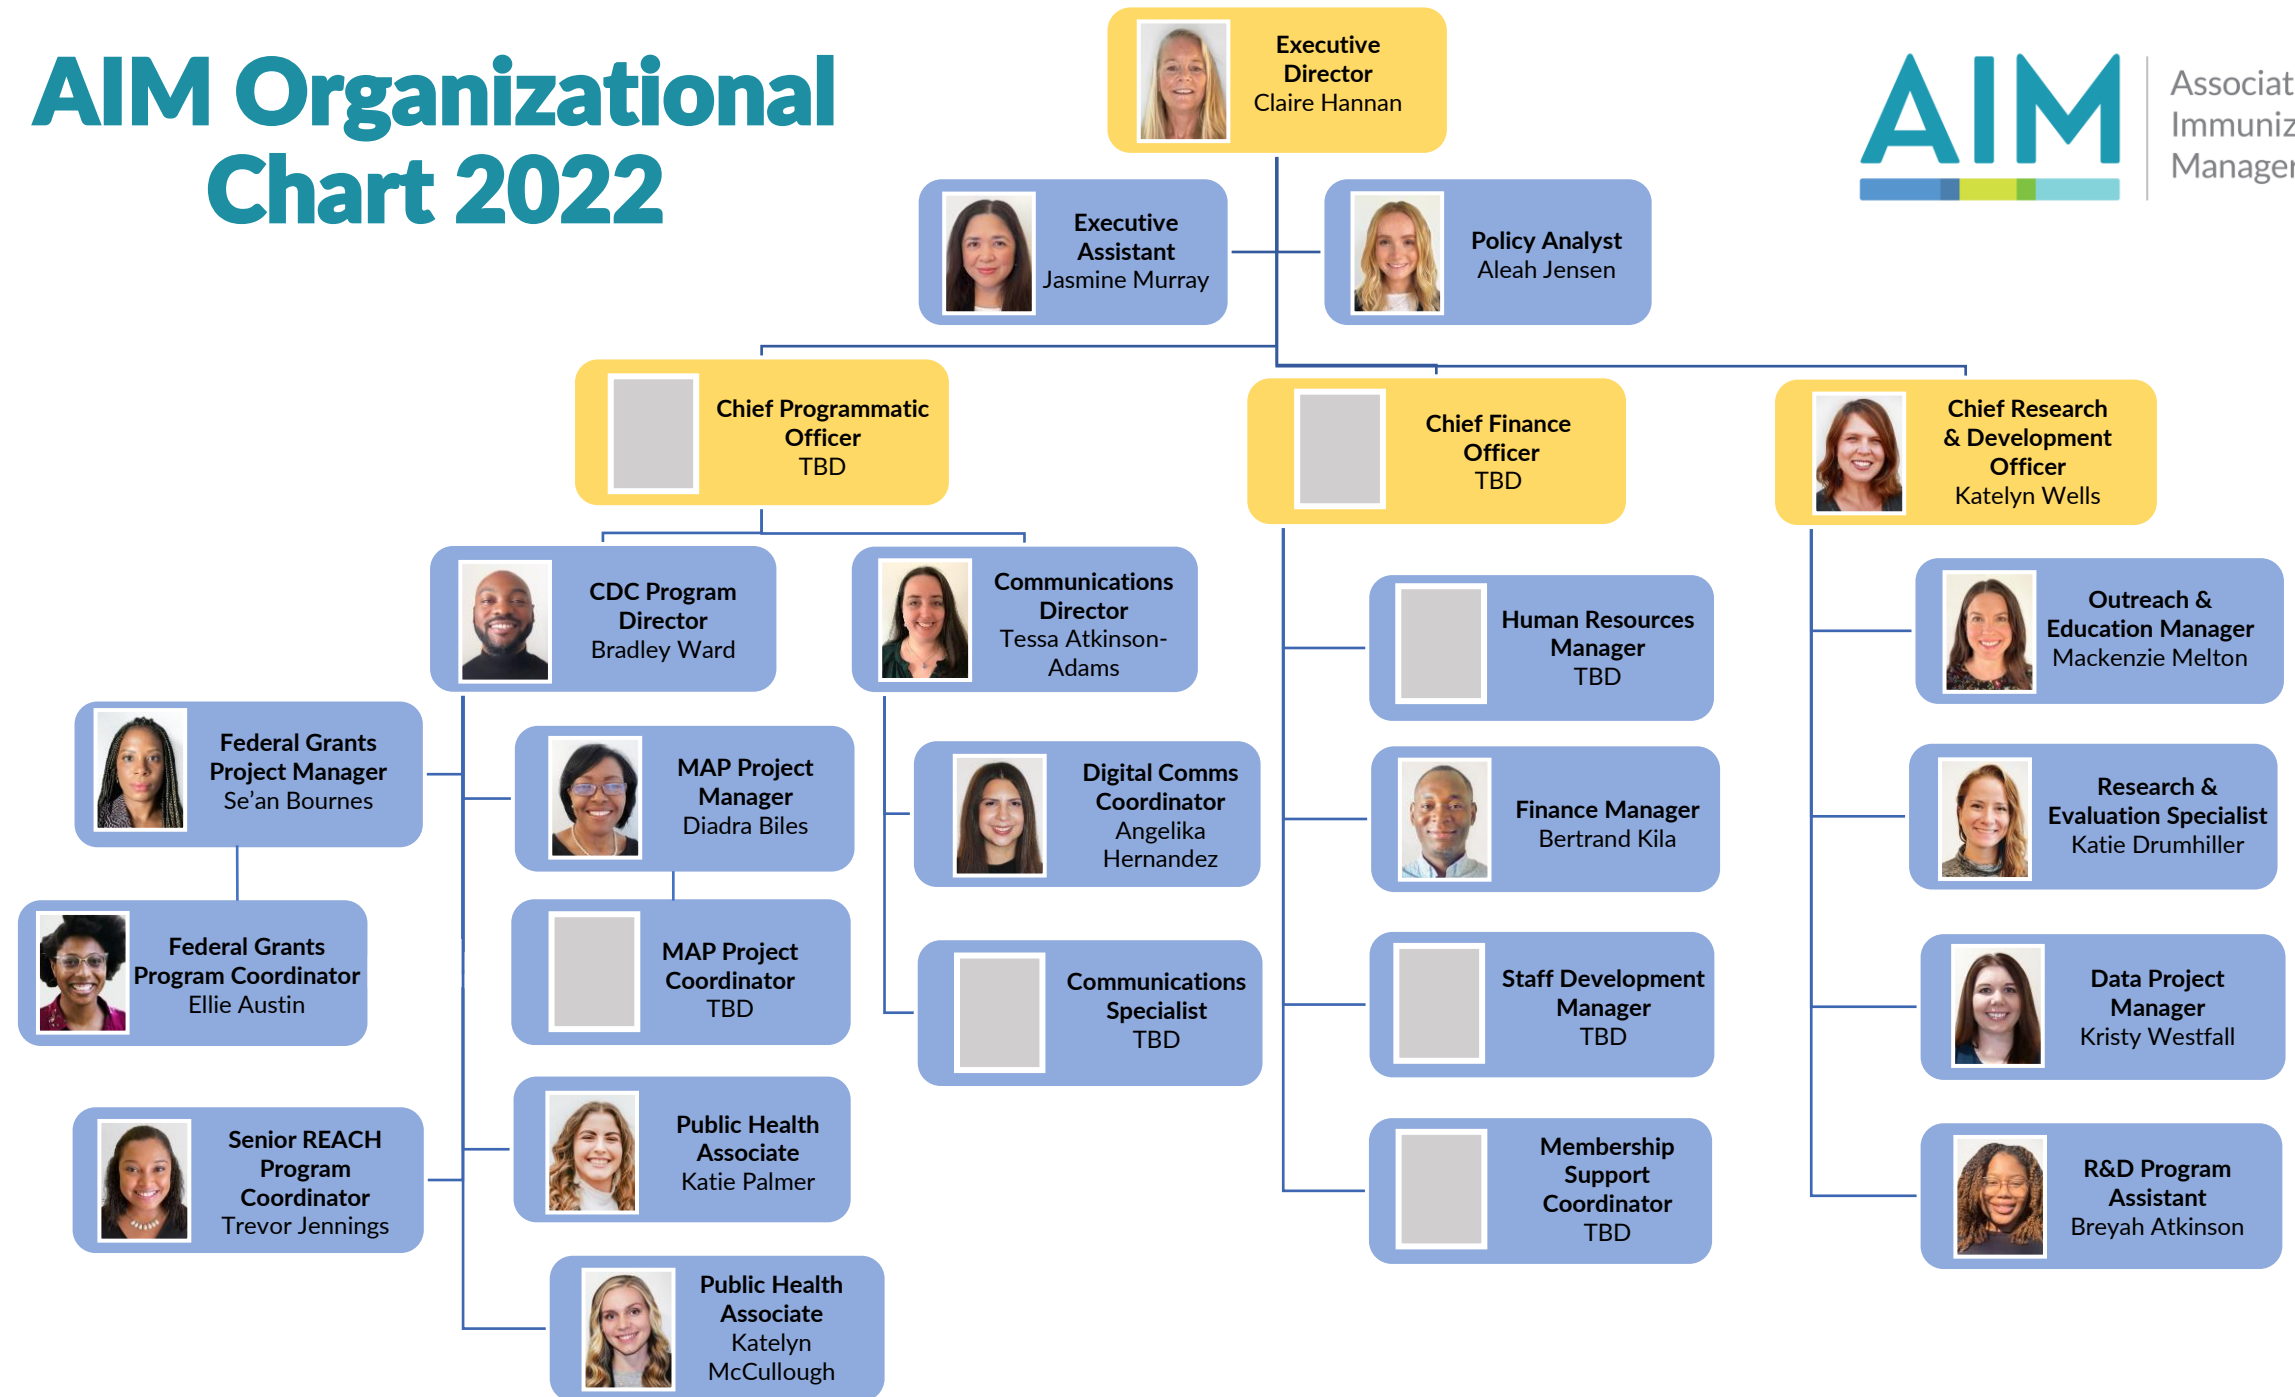 AIM Organizational
Chart 2022
Executive
Director
Claire Hannan
AIM
Executive
Assistant
Jasmine Murray
Policy Analyst
Aleah Jensen
Chief Programmatic
Officer
TBD
Chief Finance
Officer
TBD
Chief Research
& Development
Officer
Katelyn Wells
CDC Program
Director
Bradley Ward
Communications
Director
Tessa Atkinson-
Adams
Human Resources
Manager
TBD
Outreach &
Education Manager
Mackenzie Melton
Federal Grants
Project Manager
Se’an Bournes
MAP Project
Manager
Diadra Biles
Digital Comms
Coordinator
Angelika
Hernandez
Finance Manager
Bertrand Kila
Research &
Evaluation Specialist
Katie Drumhiller
Federal Grants
Program Coordinator
Ellie Austin
MAP Project
Coordinator
TBD
Communications
Specialist
TBD
Staff Development
Manager
TBD
Data Project
Manager
Kristy Westfall
Senior REACH
Program
Coordinator
Trevor Jennings
Public Health
Associate
Katie Palmer
Membership
Support
Coordinator
TBD
R&D Program
Assistant
Breyah Atkinson
Public Health
Associate
Katelyn
McCullough